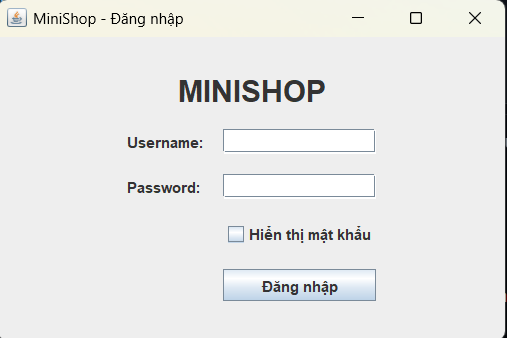 MiniShop - Đăng nhập
MINISHOP
Username:
Password:
Hiển thị mật khẩu
Đăng nhập